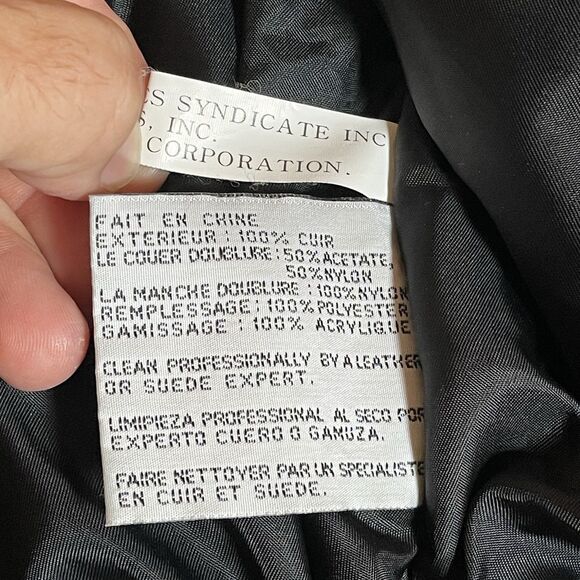 SYNDICATE INC
S, INC.
CORPORATION.
FAIT EN CHINE
EXTERIEUR : 100% CUIR
LE COUER DOUBLURE : 50% ACETATE,
50% NYLON
LA MANCHE DOUBLURE : 100% NYLON
REMPLESSAGE : 100% POLYESTER
GAMISSAGE : 100% ACRYLIQUE
CLEAN PROFESSIONALLY BY A LEATHER
OR SUEDE EXPERT.
LIMIPIEZA PROFESSIONAL AL SECO POR
EXPERTO CUERO O GAMUZA.
FAIRE NETTOYER PAR UN SPECIALISTE
EN CUIR ET SUEDE.